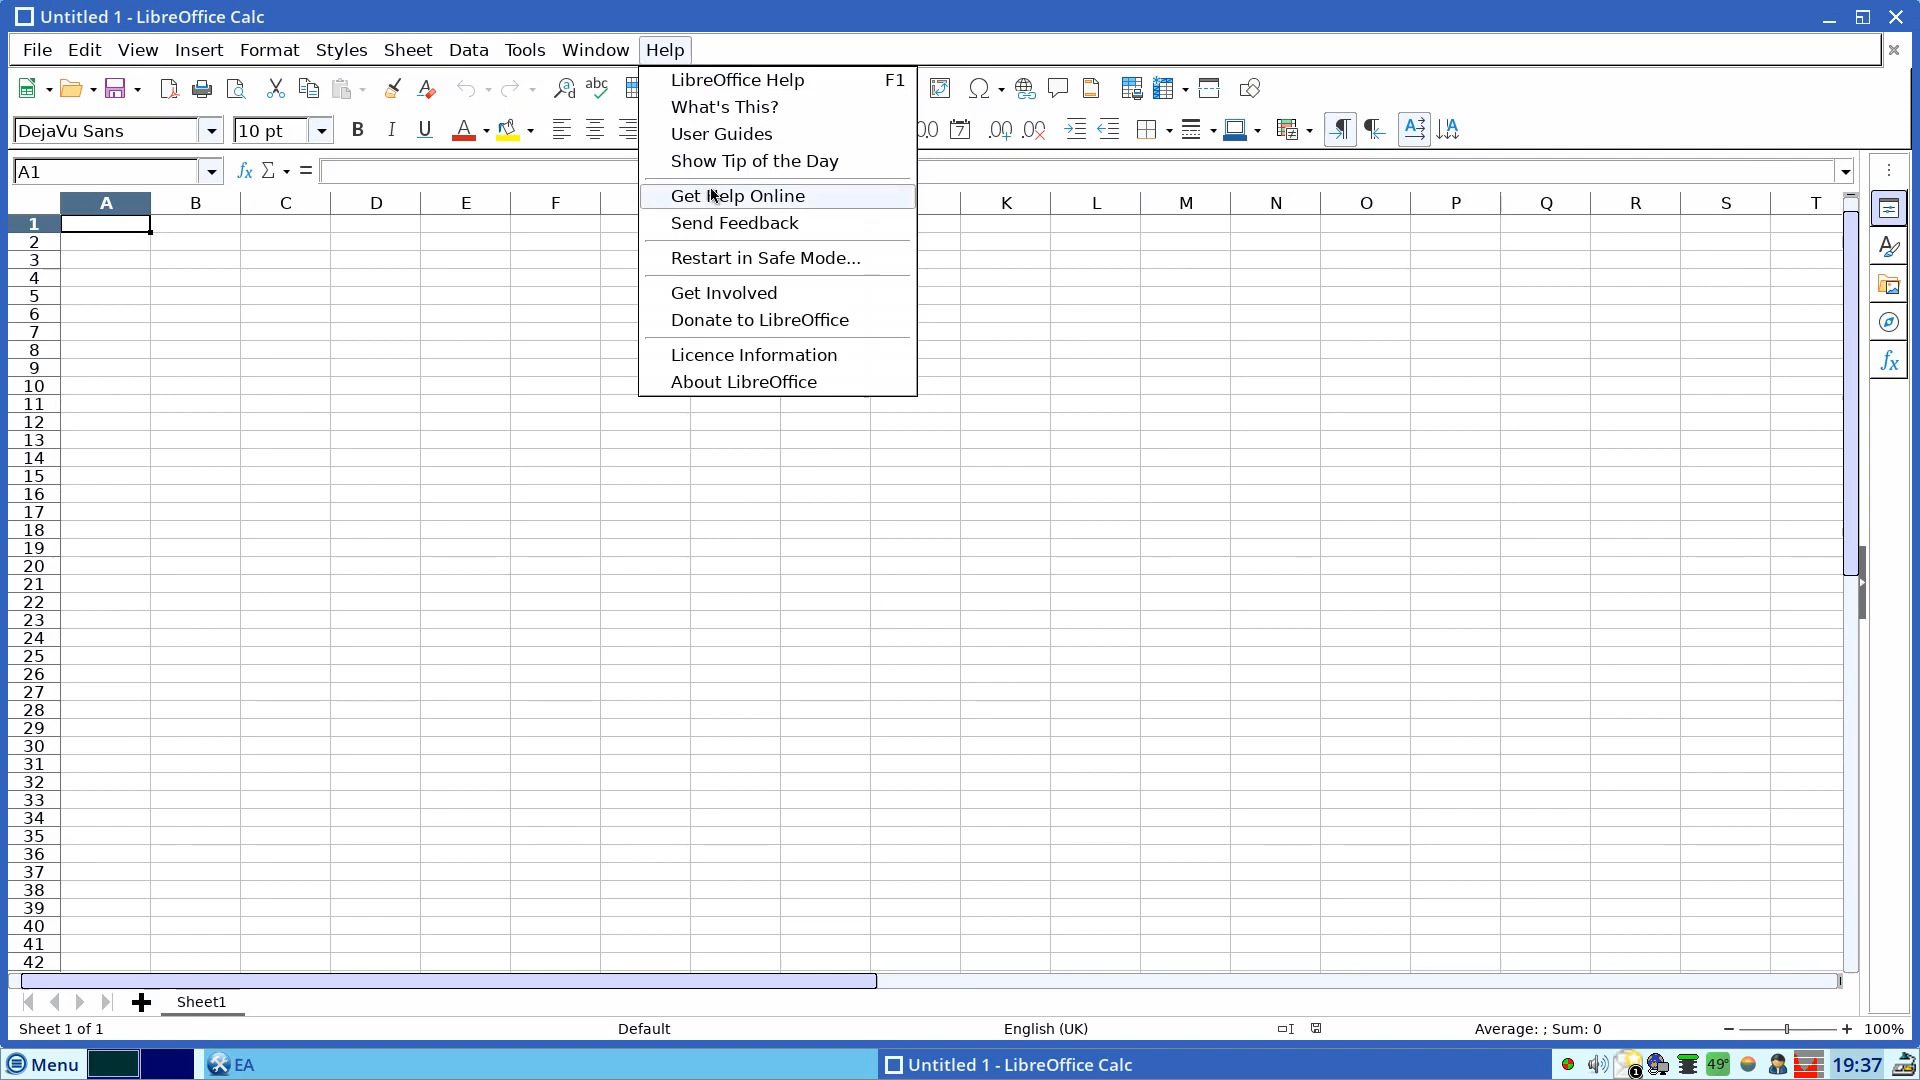 Untitled 1 - LibreOffice Calc
File Edit View Insert Format Styles Sheet Data Tools Window Help
LibreOffice Help F1
What's This?
User Guides
Show Tip of the Day
Get Help Online
Send Feedback
Restart in Safe Mode...
Get Involved
Donate to LibreOffice
Licence Information
About LibreOffice
abc
DejaVu Sans 10 pt B I U A
A1 fx Σ =
A B C D E F K L M N O P Q R S T
1
2
3
4
5
6
7
8
9
10
11
12
13
14
15
16
17
18
19
20
21
22
23
24
25
26
27
28
29
30
31
32
33
34
35
36
37
38
39
40
41
42
Sheet1
Sheet 1 of 1 Default English (UK) Average: ; Sum: 0 100%
Menu EA Untitled 1 - LibreOffice Calc 1 49° 19:37